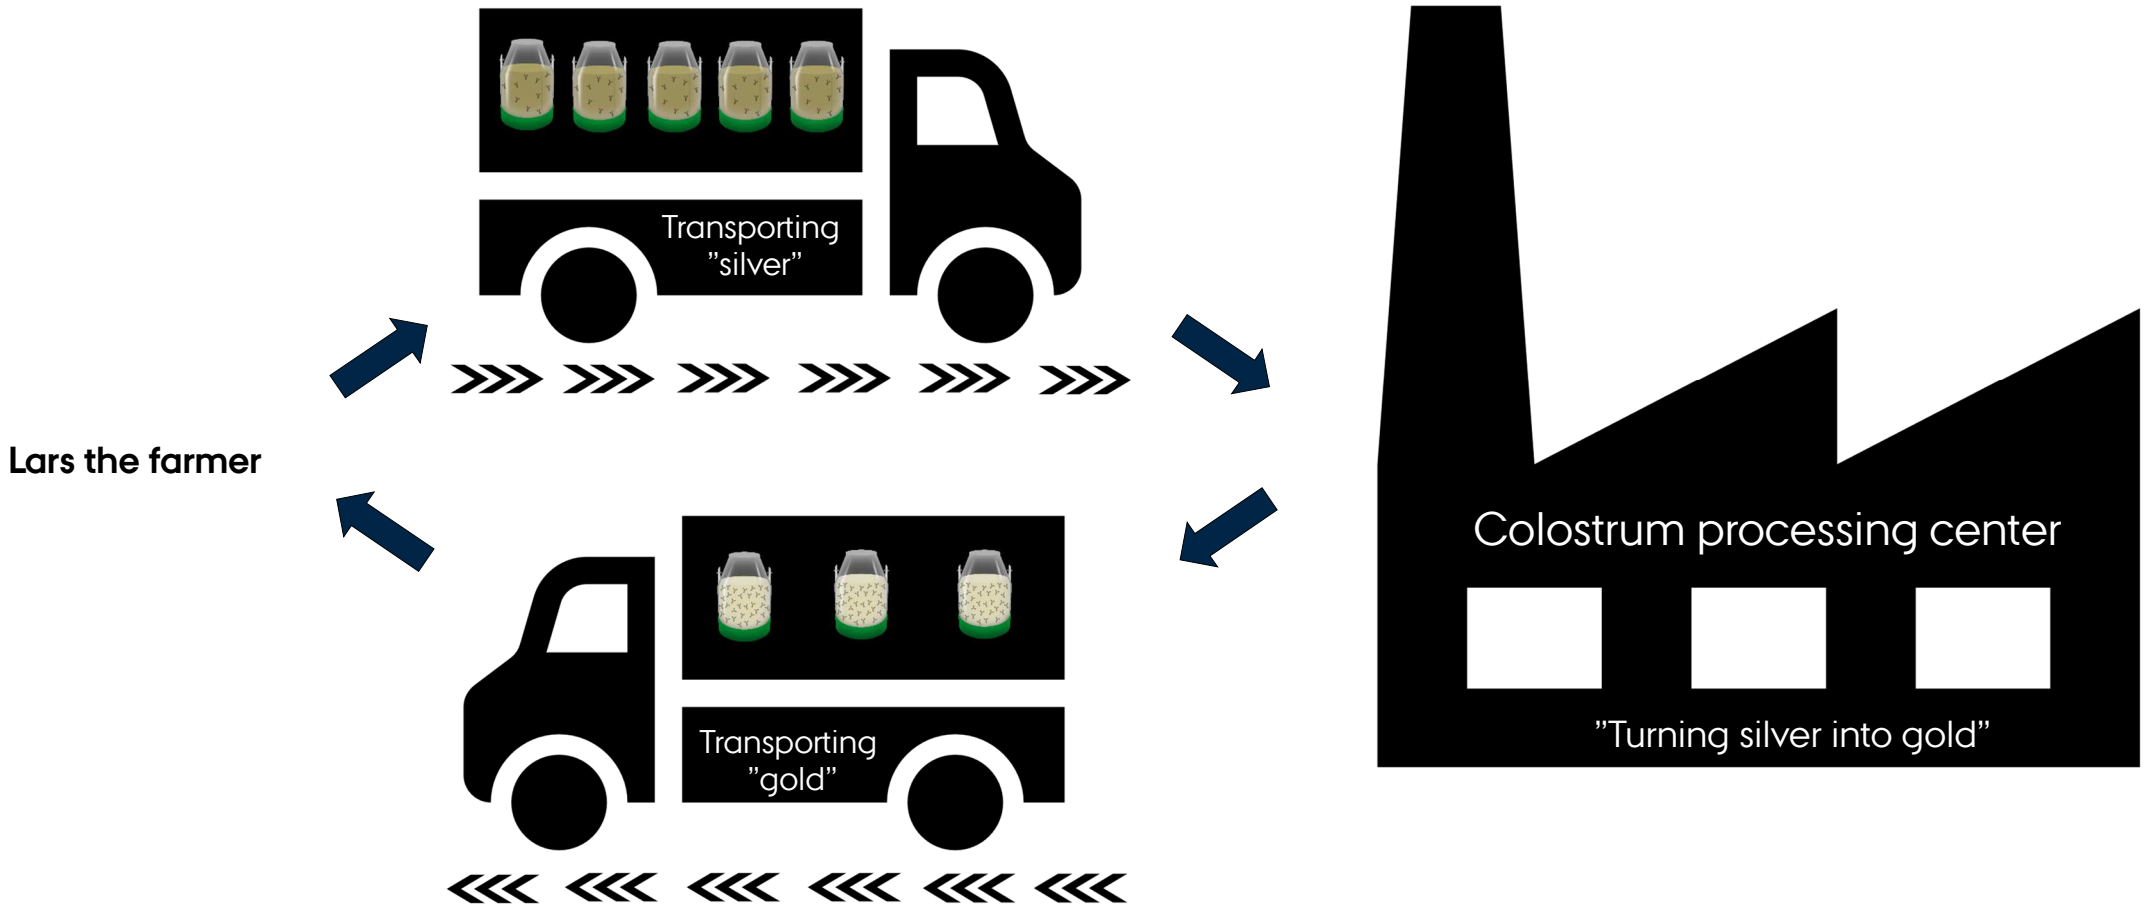 Transporting
”silver”
Lars the farmer
Colostrum processing center
”Turning silver into gold”
Transporting
”gold”